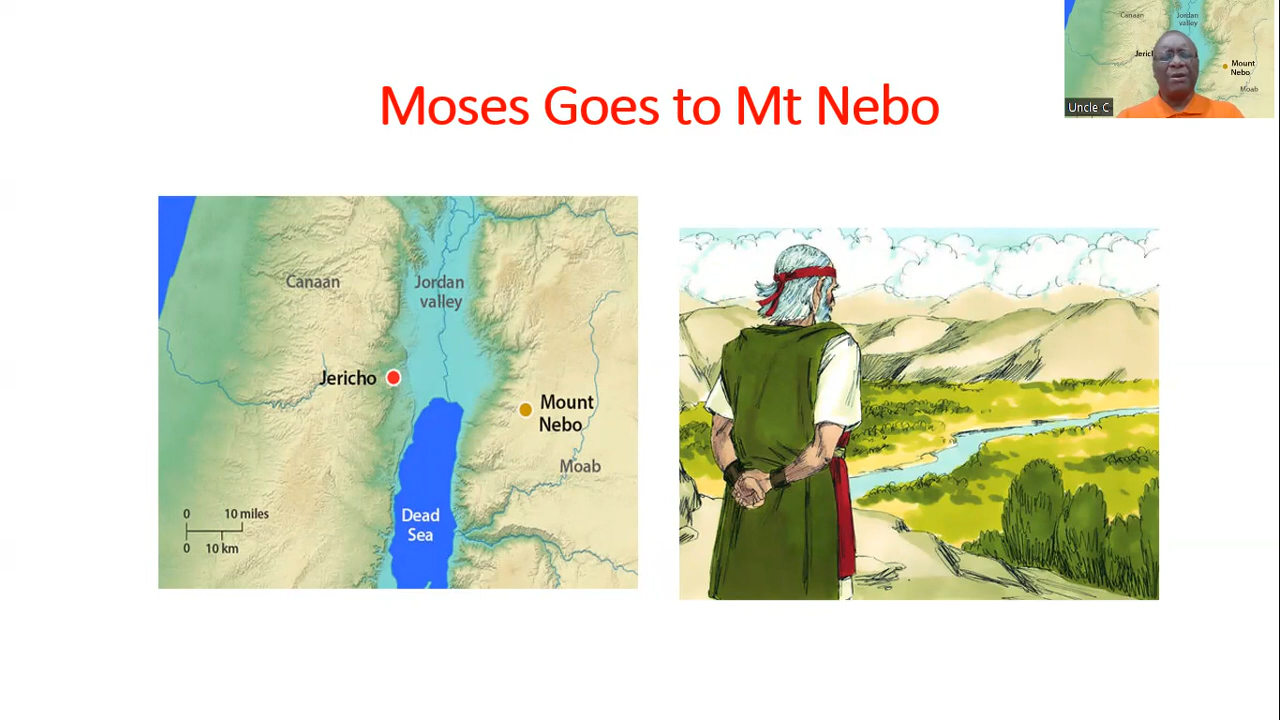 Moses Goes to Mt Nebo
Canaan
Jordan
valley
Jericho
Mount
Nebo
Moab
0 10 miles
0 10 km
Dead
Sea
Canaan
Jordan
valley
Mount
Nebo
Moab
Uncle C